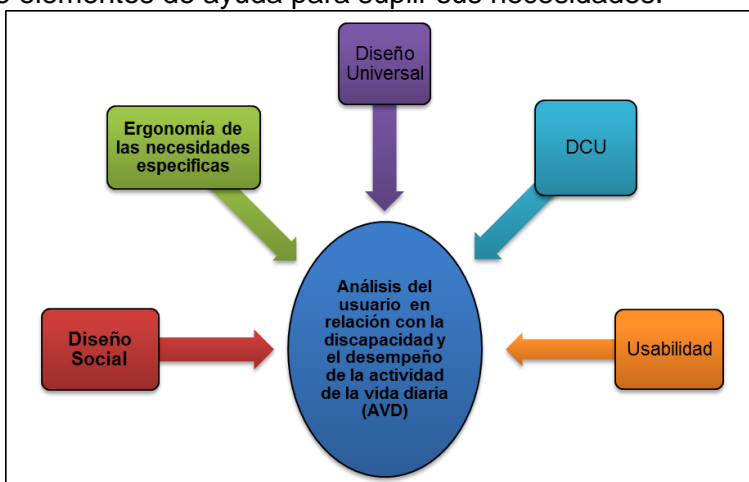 elementos de ayuda para suplir sus necesidades.
Diseño
Universal
Ergonomía de
las necesidades
especificas
DCU
Análisis del
usuario en
relación con la
discapacidad y
el desempeño
de la actividad
de la vida diaria
(AVD)
Diseño
Social
Usabilidad